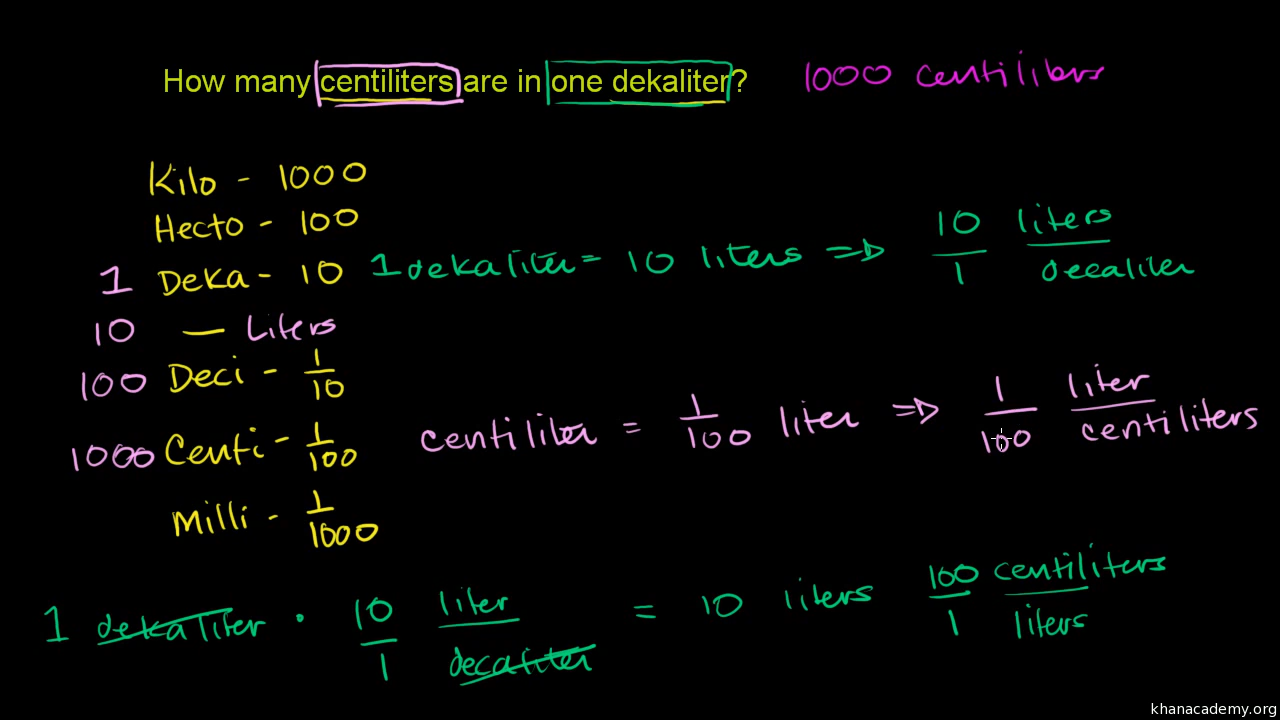 How many centiliters are in one dekaliter? 1000 centiliters
Kilo - 1000
Hecto - 100
1 Deka - 10 1 dekaliter = 10 liters ⇒ 10/1 liters/decaliter
10 — Liters
100 Deci - 1/10
1000 Centi - 1/100 centiliter = 1/100 liter ⇒ 1/100 liter/centiliters
Milli - 1/1000
1 dekaliter · 10/1 liter/decaliter = 10 liters 100/1 centiliters/liters
khanacademy.org